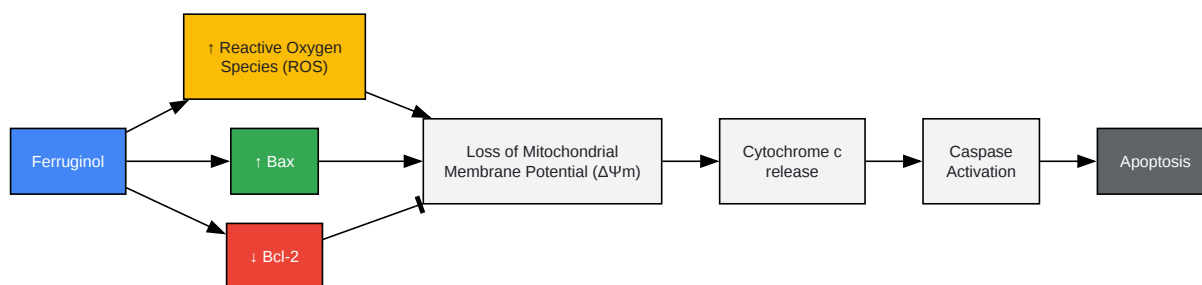 Ferruginol
↑ Reactive Oxygen
Species (ROS)
↑ Bax
↓ Bcl-2
Loss of Mitochondrial
Membrane Potential (ΔΨm)
Cytochrome c
release
Caspase
Activation
Apoptosis